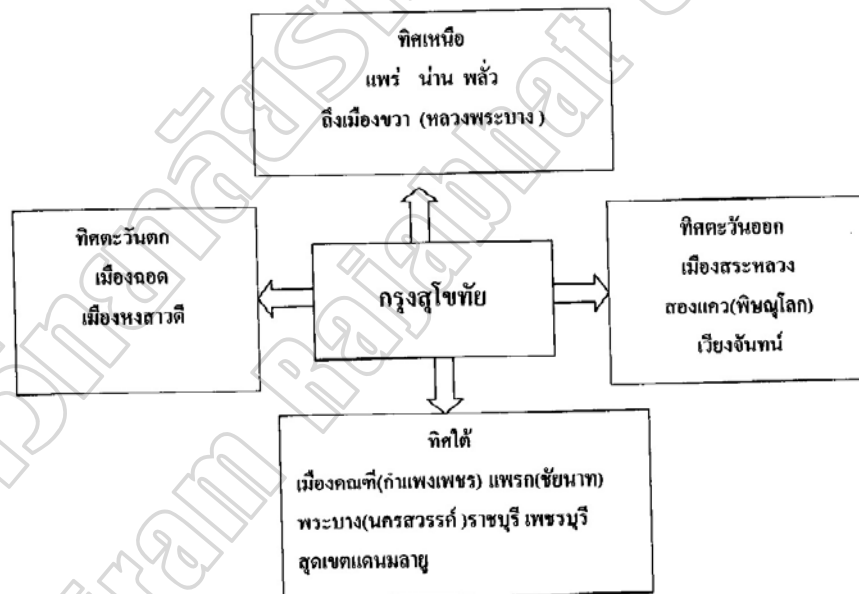 ทิศเหนือ
แพร่ น่าน พลั่ว
ถึงเมืองขวา (หลวงพระบาง )
ทิศตะวันตก
เมืองฉอด
เมืองหงสาวดี
กรุงสุโขทัย
ทิศตะวันออก
เมืองสระหลวง
สองแคว(พิษณุโลก)
เวียงจันทน์
ทิศใต้
เมืองคณฑี(กำแพงเพชร) แพรก(ชัยนาท)
พระบาง(นครสวรรค์ )ราชบุรี เพชรบุรี
สุดเขตแดนมลายู
Rajabhat
iram Rajabhat